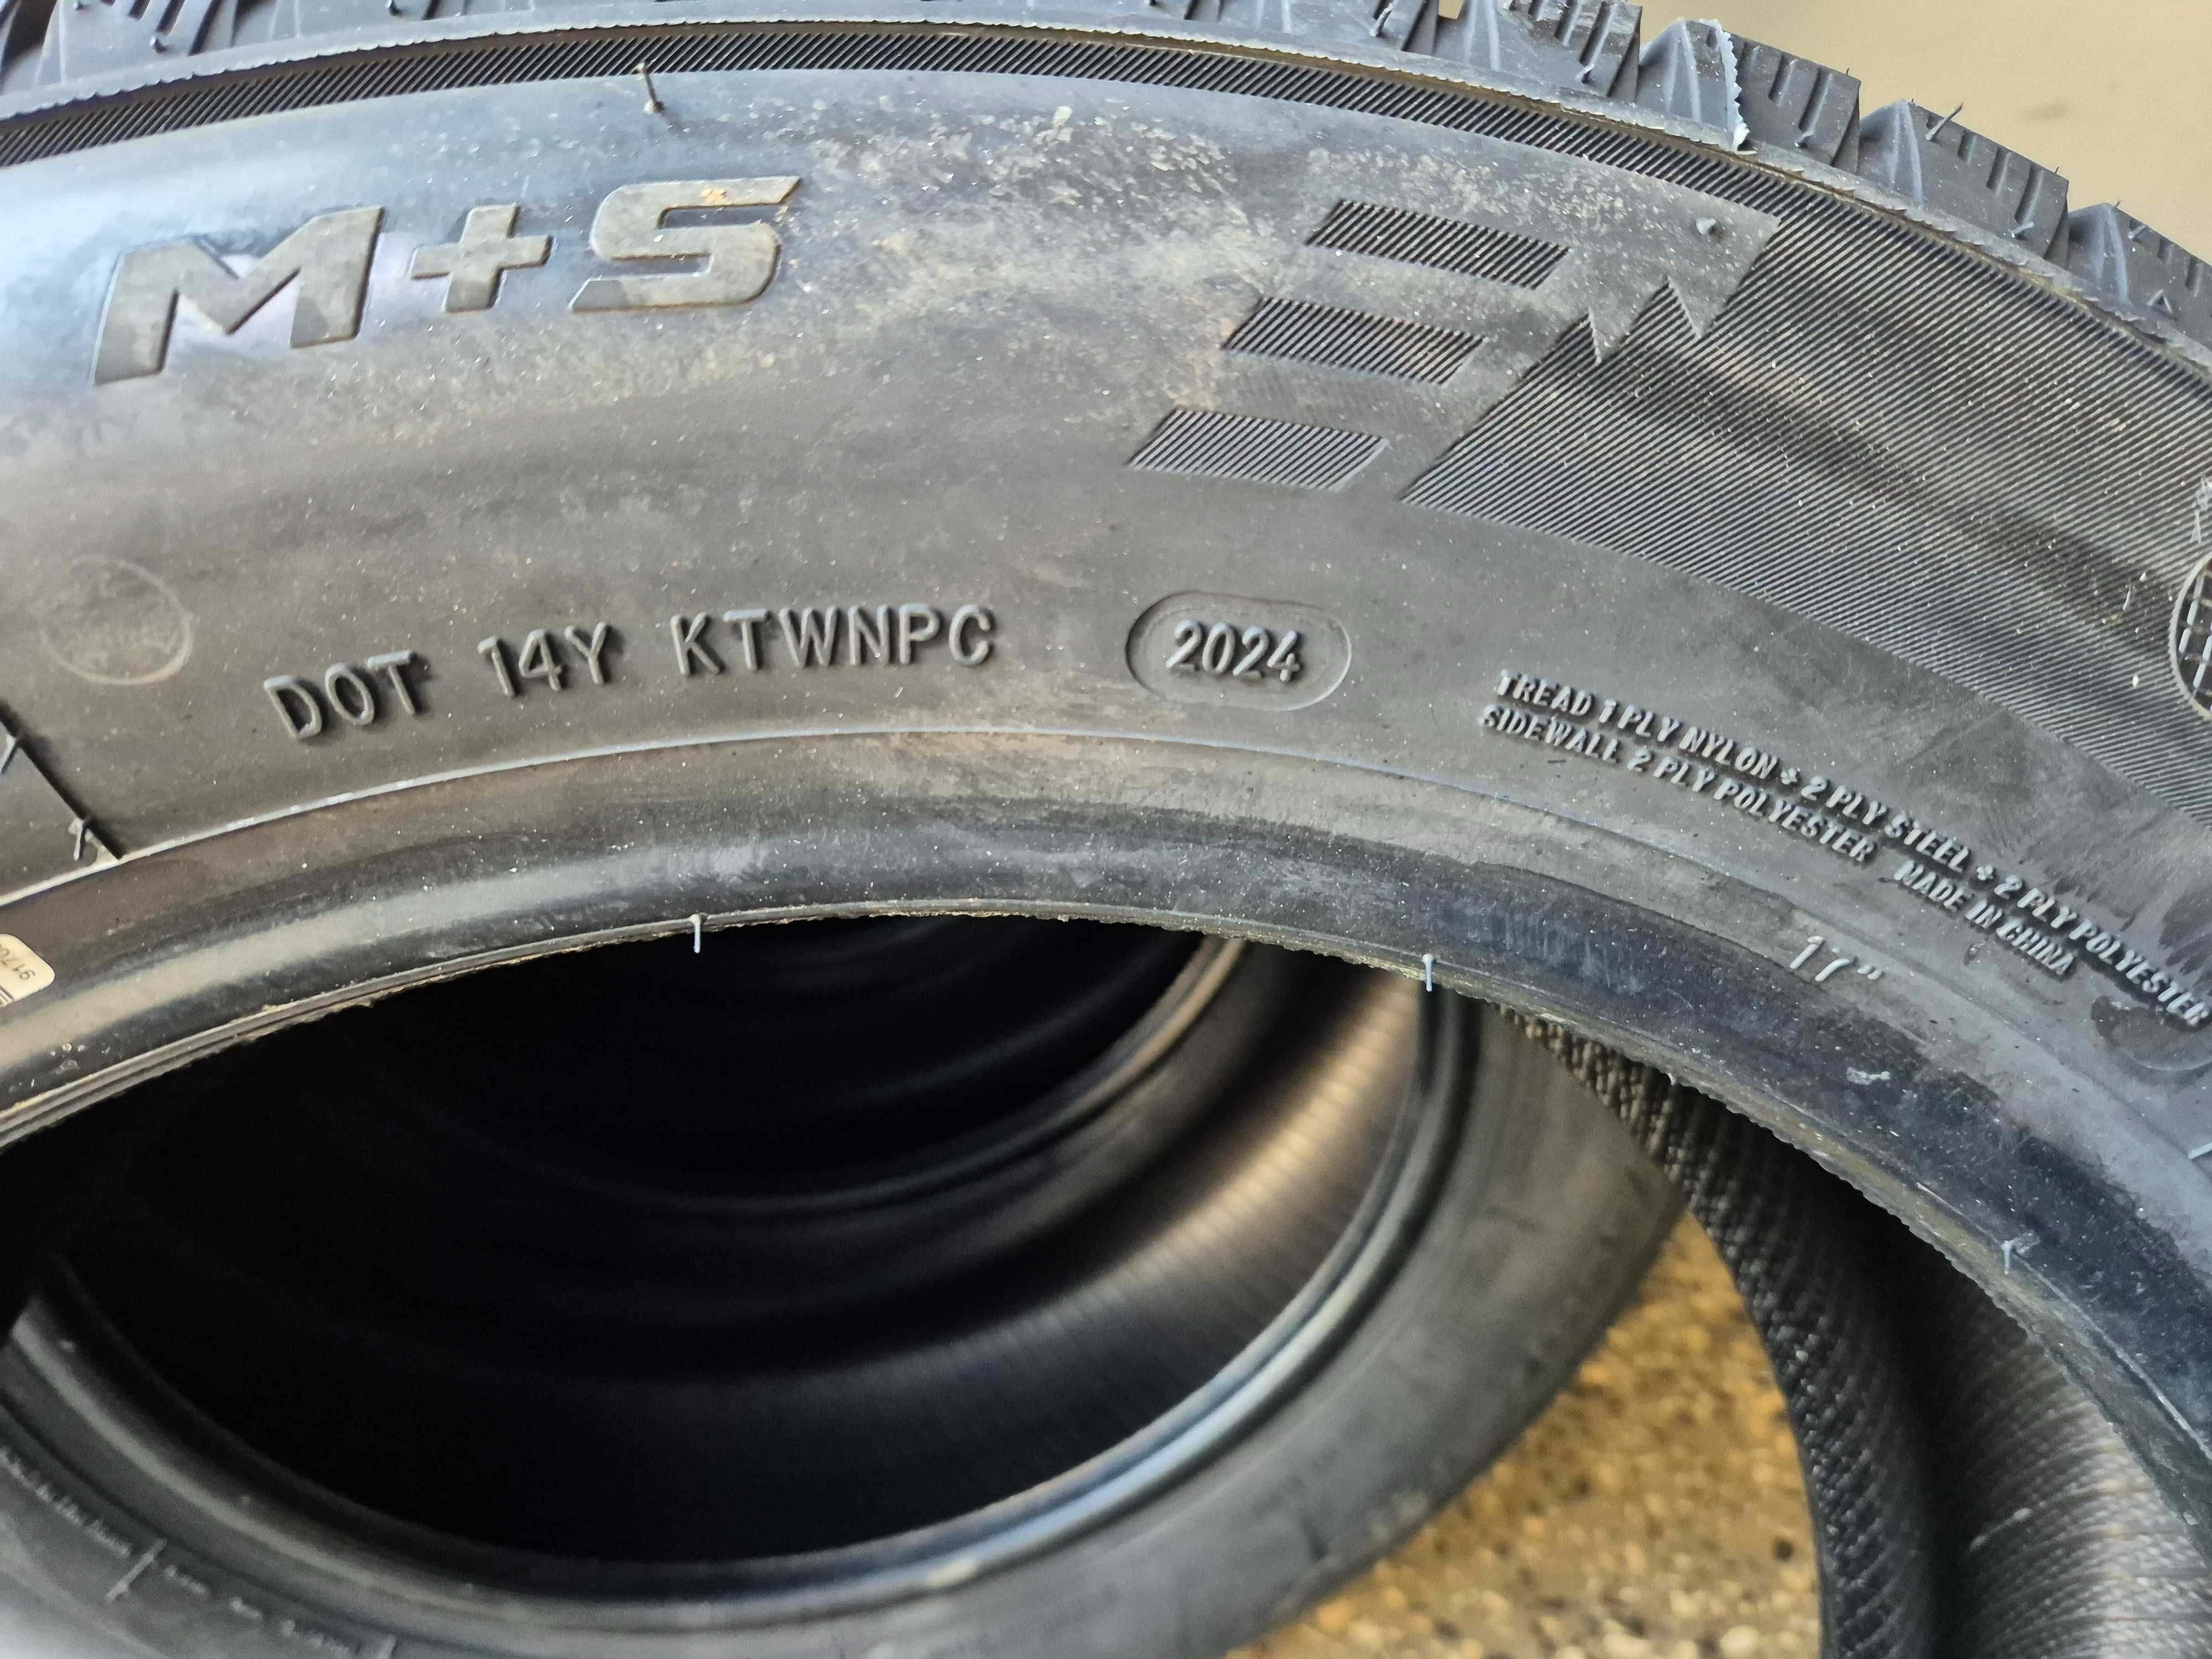 M+S
DOT 14Y KTWNPC 2024
TREAD 1 PLY NYLON + 2 PLY STEEL + 2 PLY POLYESTER
SIDEWALL 2 PLY POLYESTER MADE IN CHINA
17"